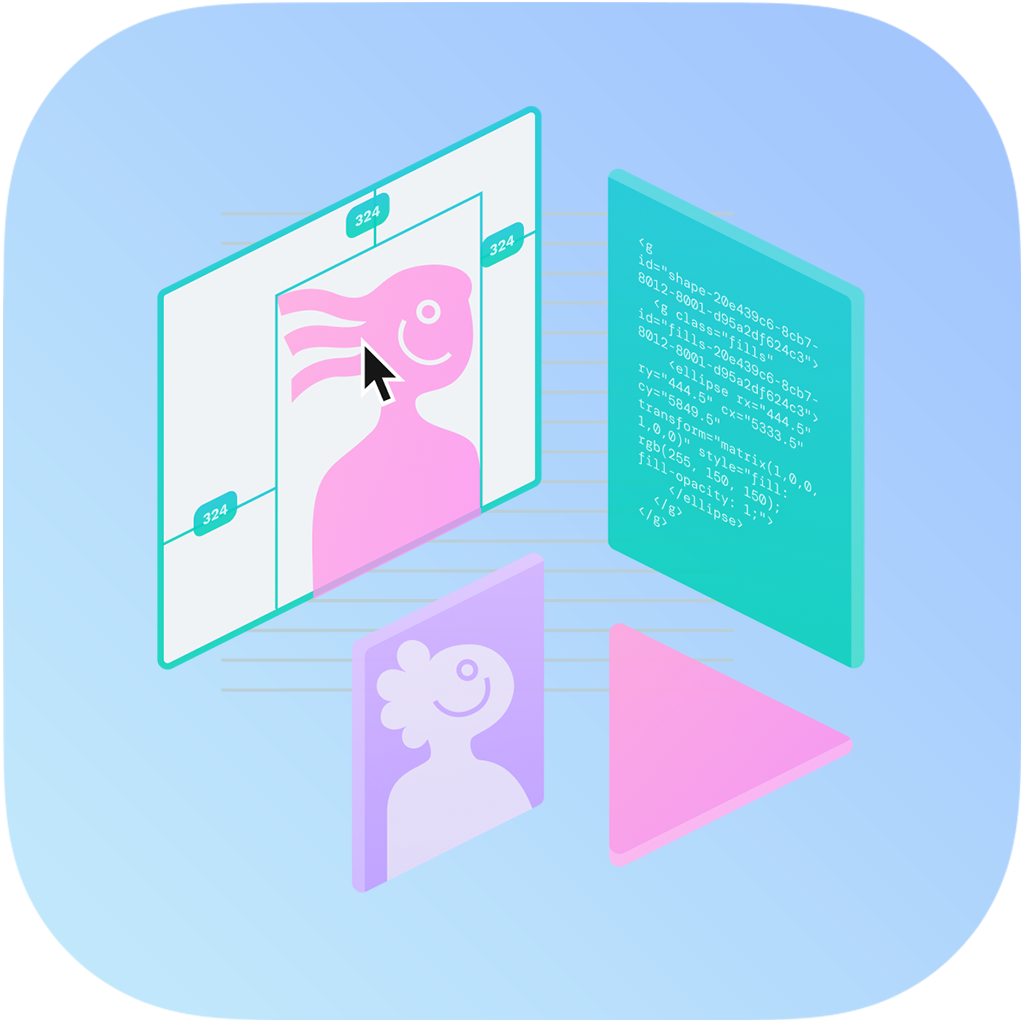 324
324
324
<g
id="shape-20e439c6-8cb7-
8012-8001-d95a2df624c3">
<g class="fills"
id="fills-20e439c6-8cb7-
8012-8001-d95a2df624c3">
<ellipse rx="444.5"
ry="444.5" cx="5333.5"
cy="5849.5"
transform="matrix(1,0,0,
1,0,0)" style="fill:
rgb(255, 150, 150);
fill-opacity: 1;">
</ellipse>
</g>
</g>